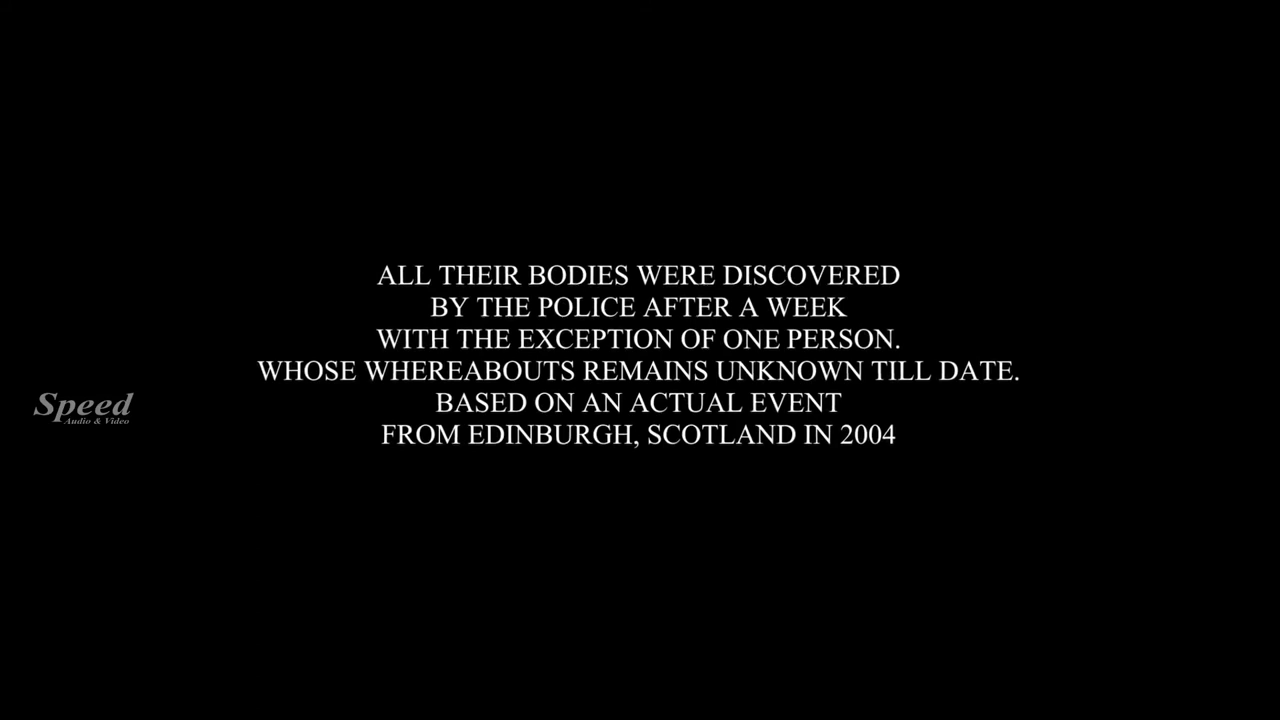 ALL THEIR BODIES WERE DISCOVERED
BY THE POLICE AFTER A WEEK
WITH THE EXCEPTION OF ONE PERSON.
WHOSE WHEREABOUTS REMAINS UNKNOWN TILL DATE.
BASED ON AN ACTUAL EVENT
FROM EDINBURGH, SCOTLAND IN 2004
Speed
Audio & Video